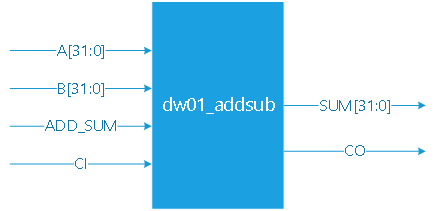 A[31:0]
B[31:0]
ADD_SUM
CI
dw01_addsub
SUM[31:0]
CO